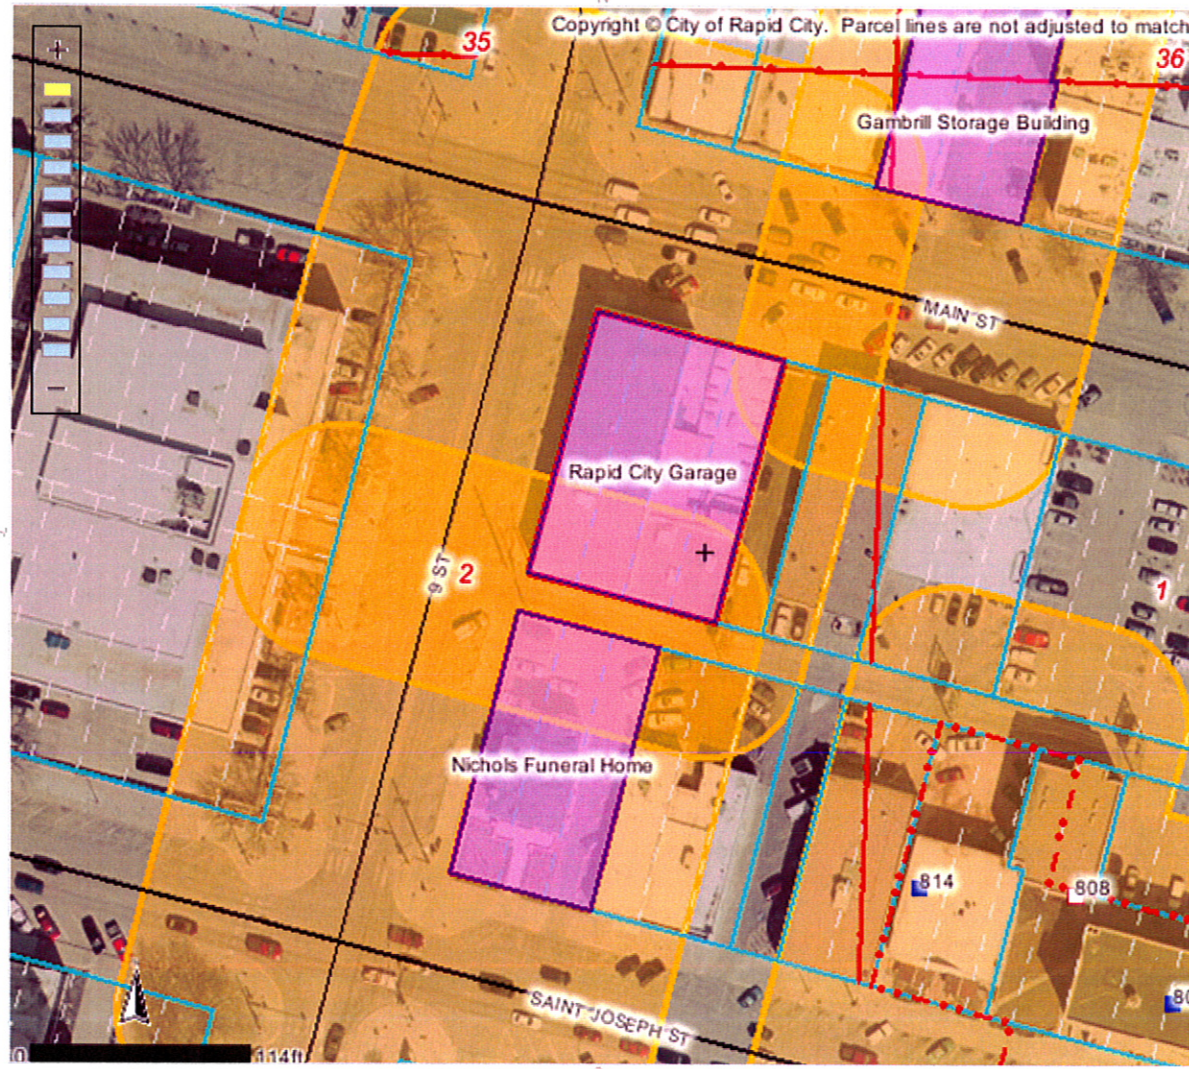 Copyright © City of Rapid City. Parcel lines are not adjusted to match
35
36
Gambrill Storage Building
MAIN ST
Rapid City Garage
9 ST
2
1
Nichols Funeral Home
814
808
80
SAINT JOSEPH ST
0
114ft